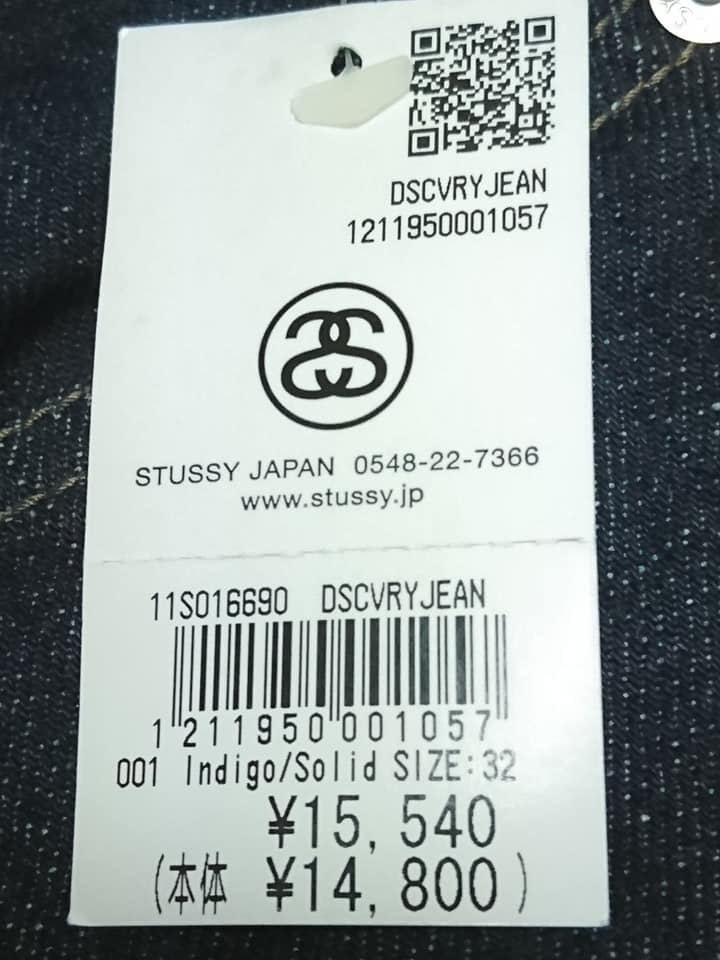 DSCVRYJEAN
1211950001057
STUSSY JAPAN 0548-22-7366
www.stussy.jp
11S016690 DSCVRYJEAN
1 211950 001057
001 Indigo/Solid SIZE:32
¥15,540
(本体 ¥14,800)